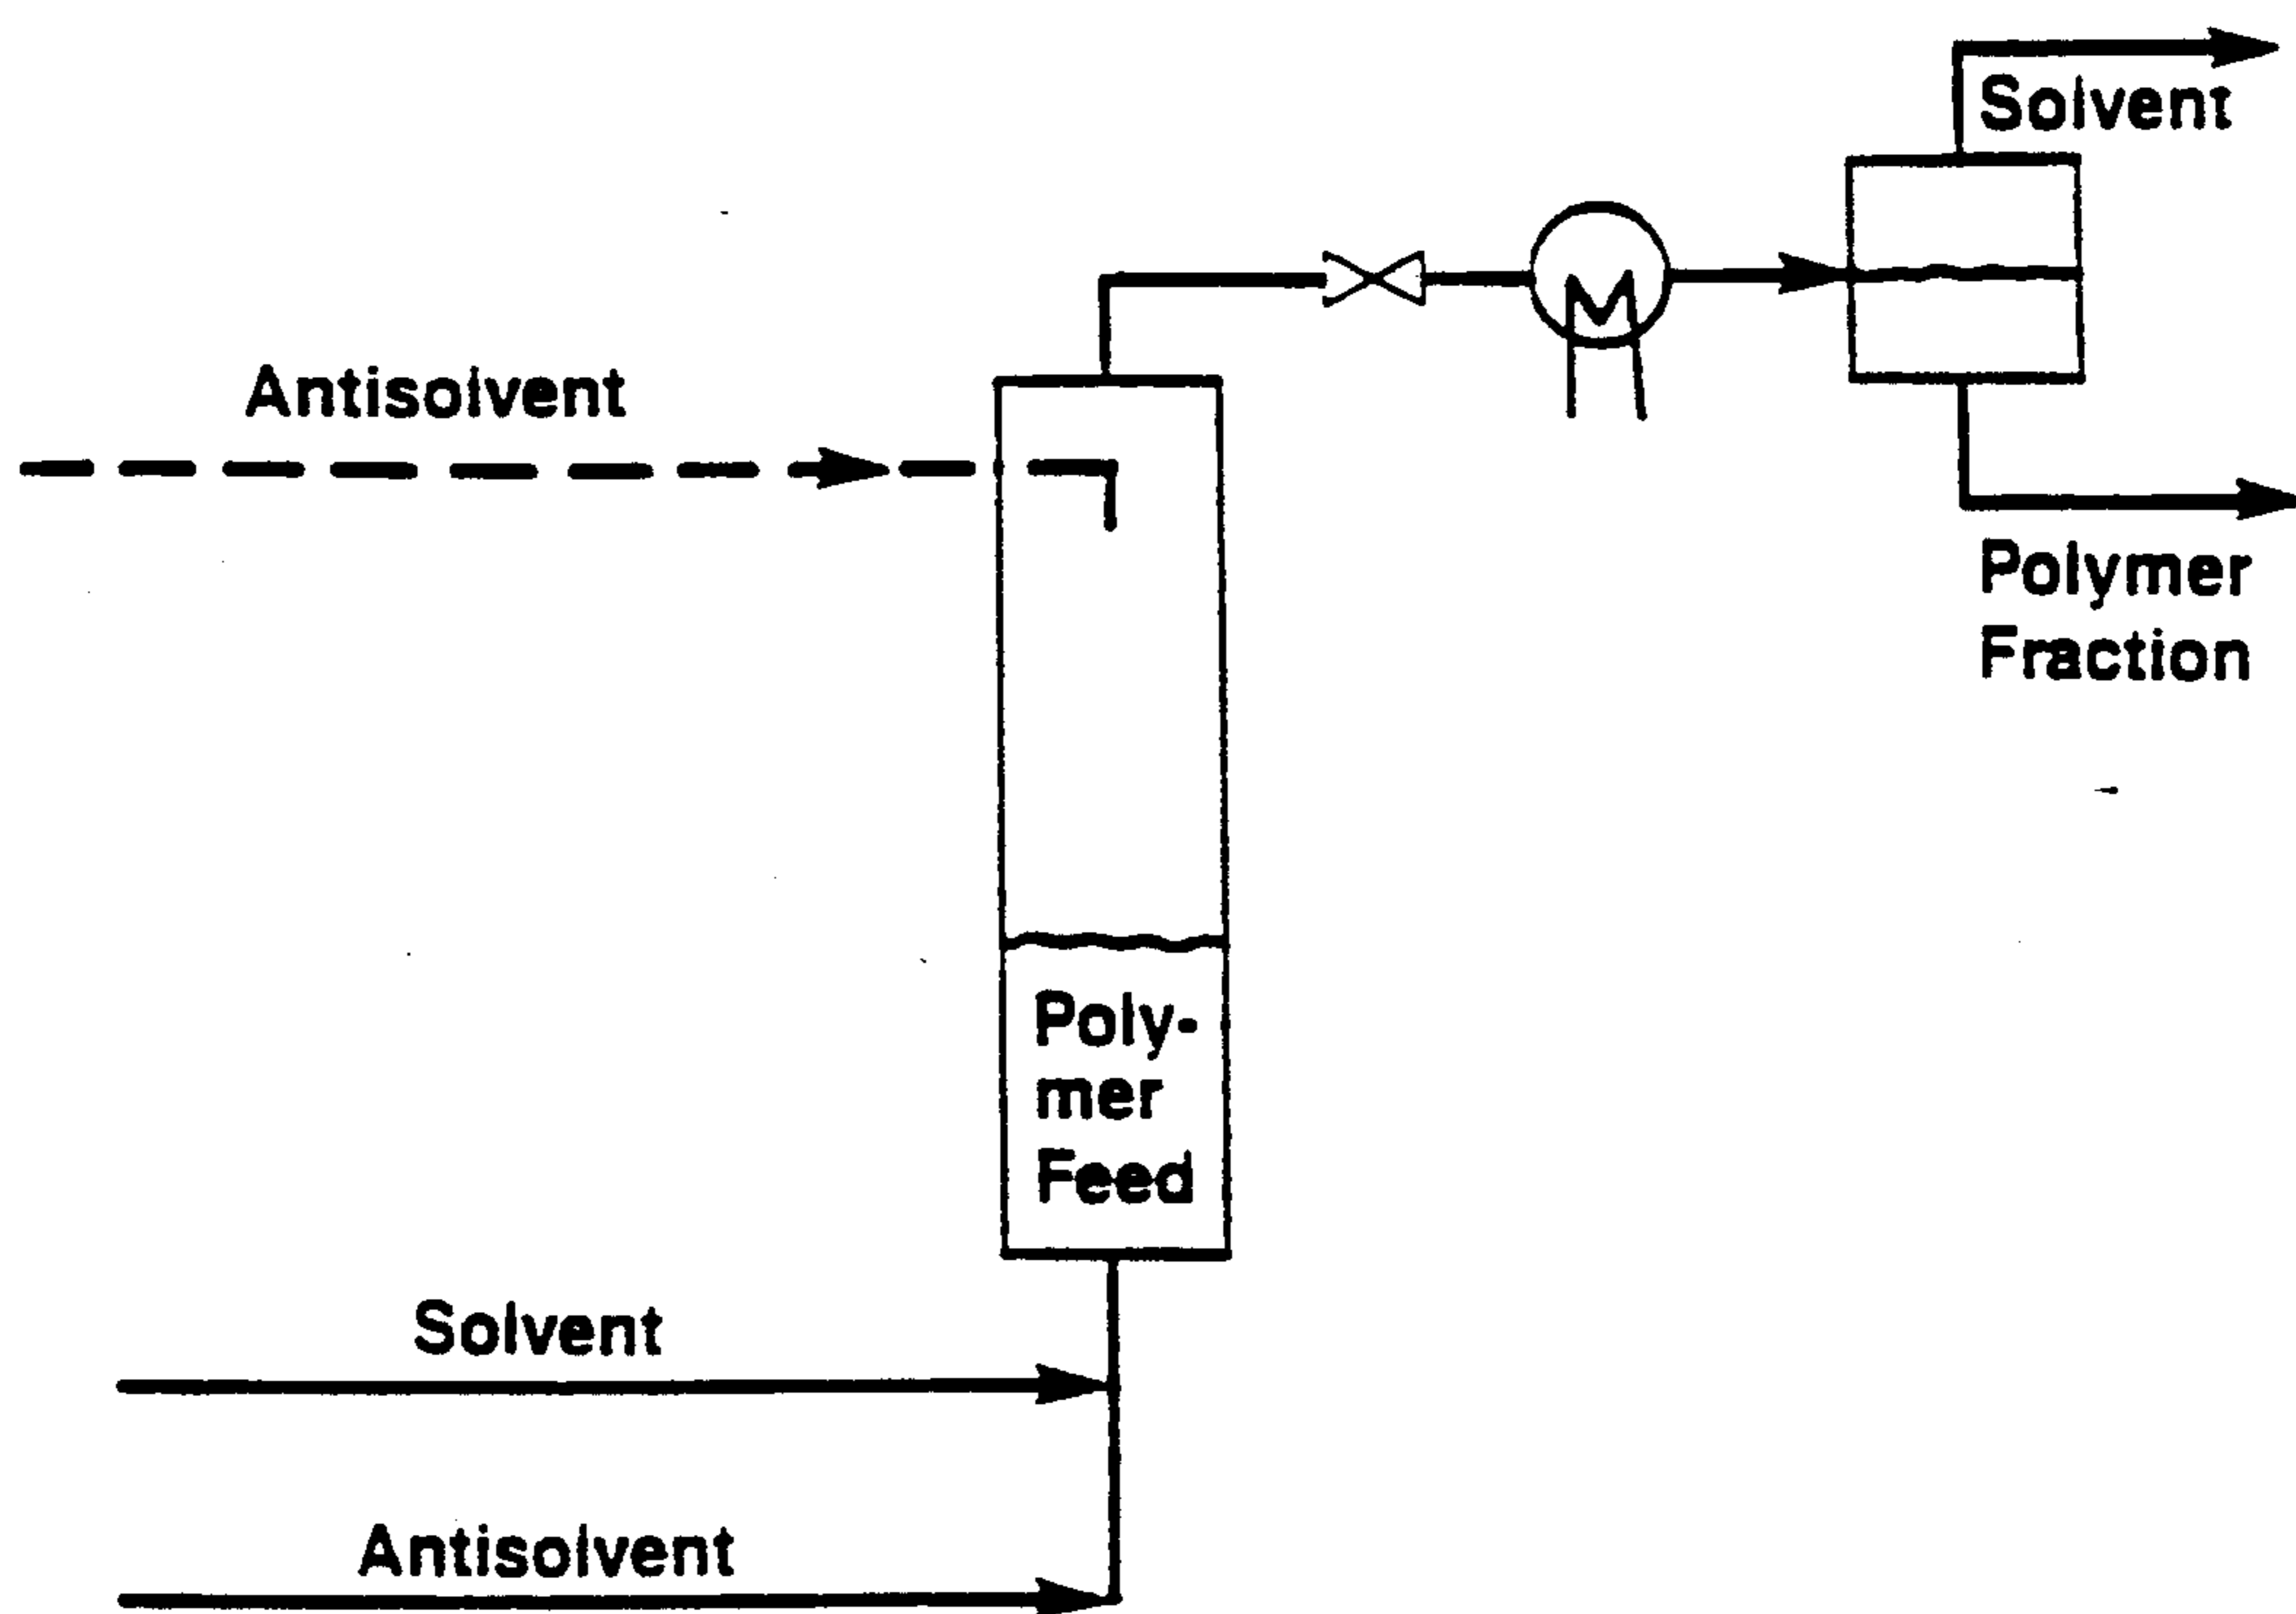 Solvent
Antisolvent
Polymer
Fraction
Poly-
mer
Feed
Solvent
Antisolvent